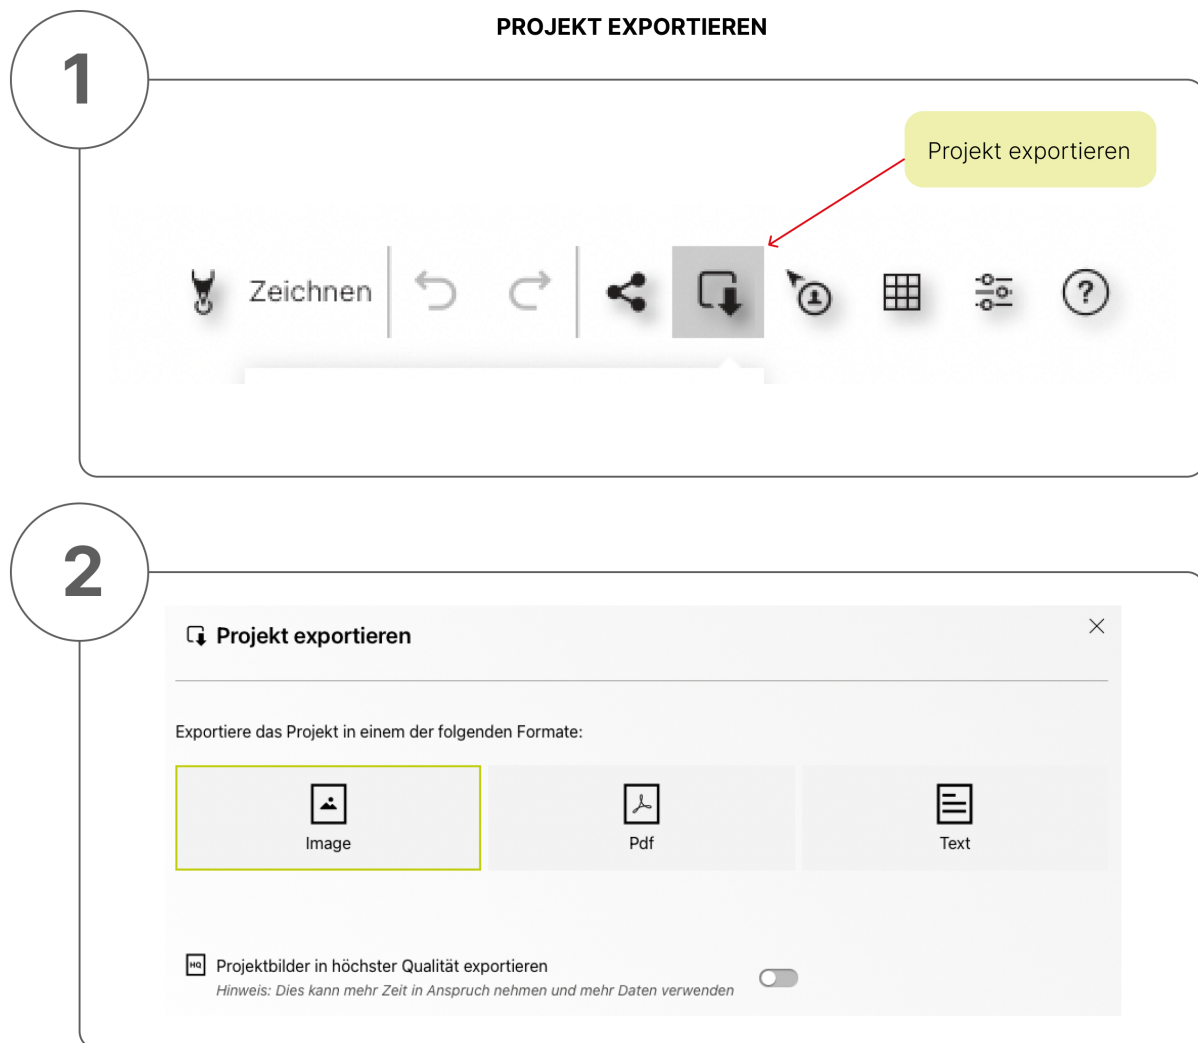 PROJEKT EXPORTIEREN
1
Projekt exportieren
Zeichnen
?
2
Projekt exportieren
Exportiere das Projekt in einem der folgenden Formate:
Image
Pdf
Text
HQ
Projektbilder in höchster Qualität exportieren
Hinweis: Dies kann mehr Zeit in Anspruch nehmen und mehr Daten verwenden